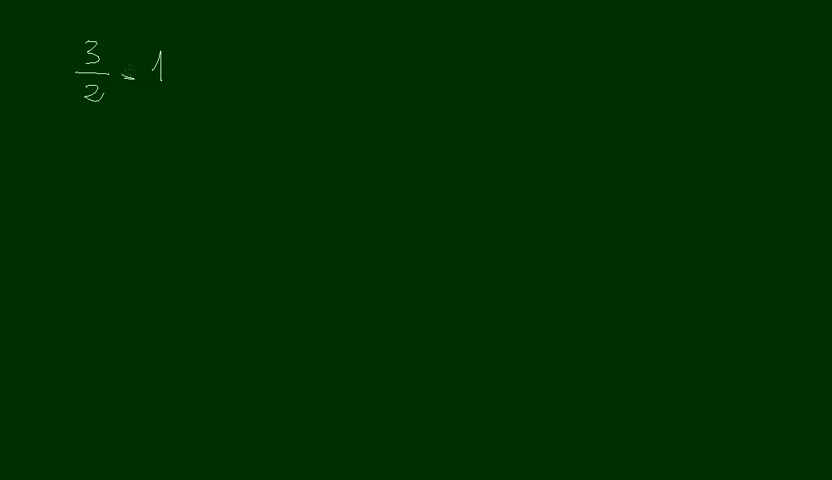 3/2 = 1